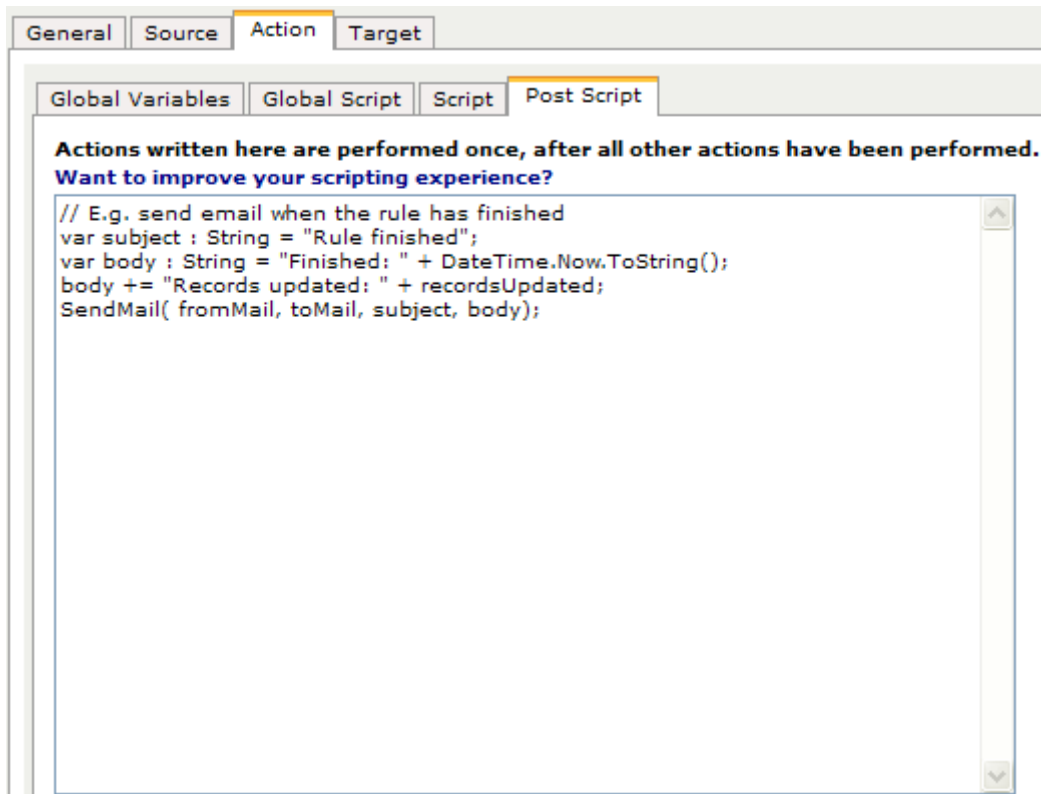 General Source Action Target
Global Variables Global Script Script Post Script
Actions written here are performed once, after all other actions have been performed.
Want to improve your scripting experience?
// E.g. send email when the rule has finished
var subject : String = "Rule finished";
var body : String = "Finished: " + DateTime.Now.ToString();
body += "Records updated: " + recordsUpdated;
SendMail( fromMail, toMail, subject, body);